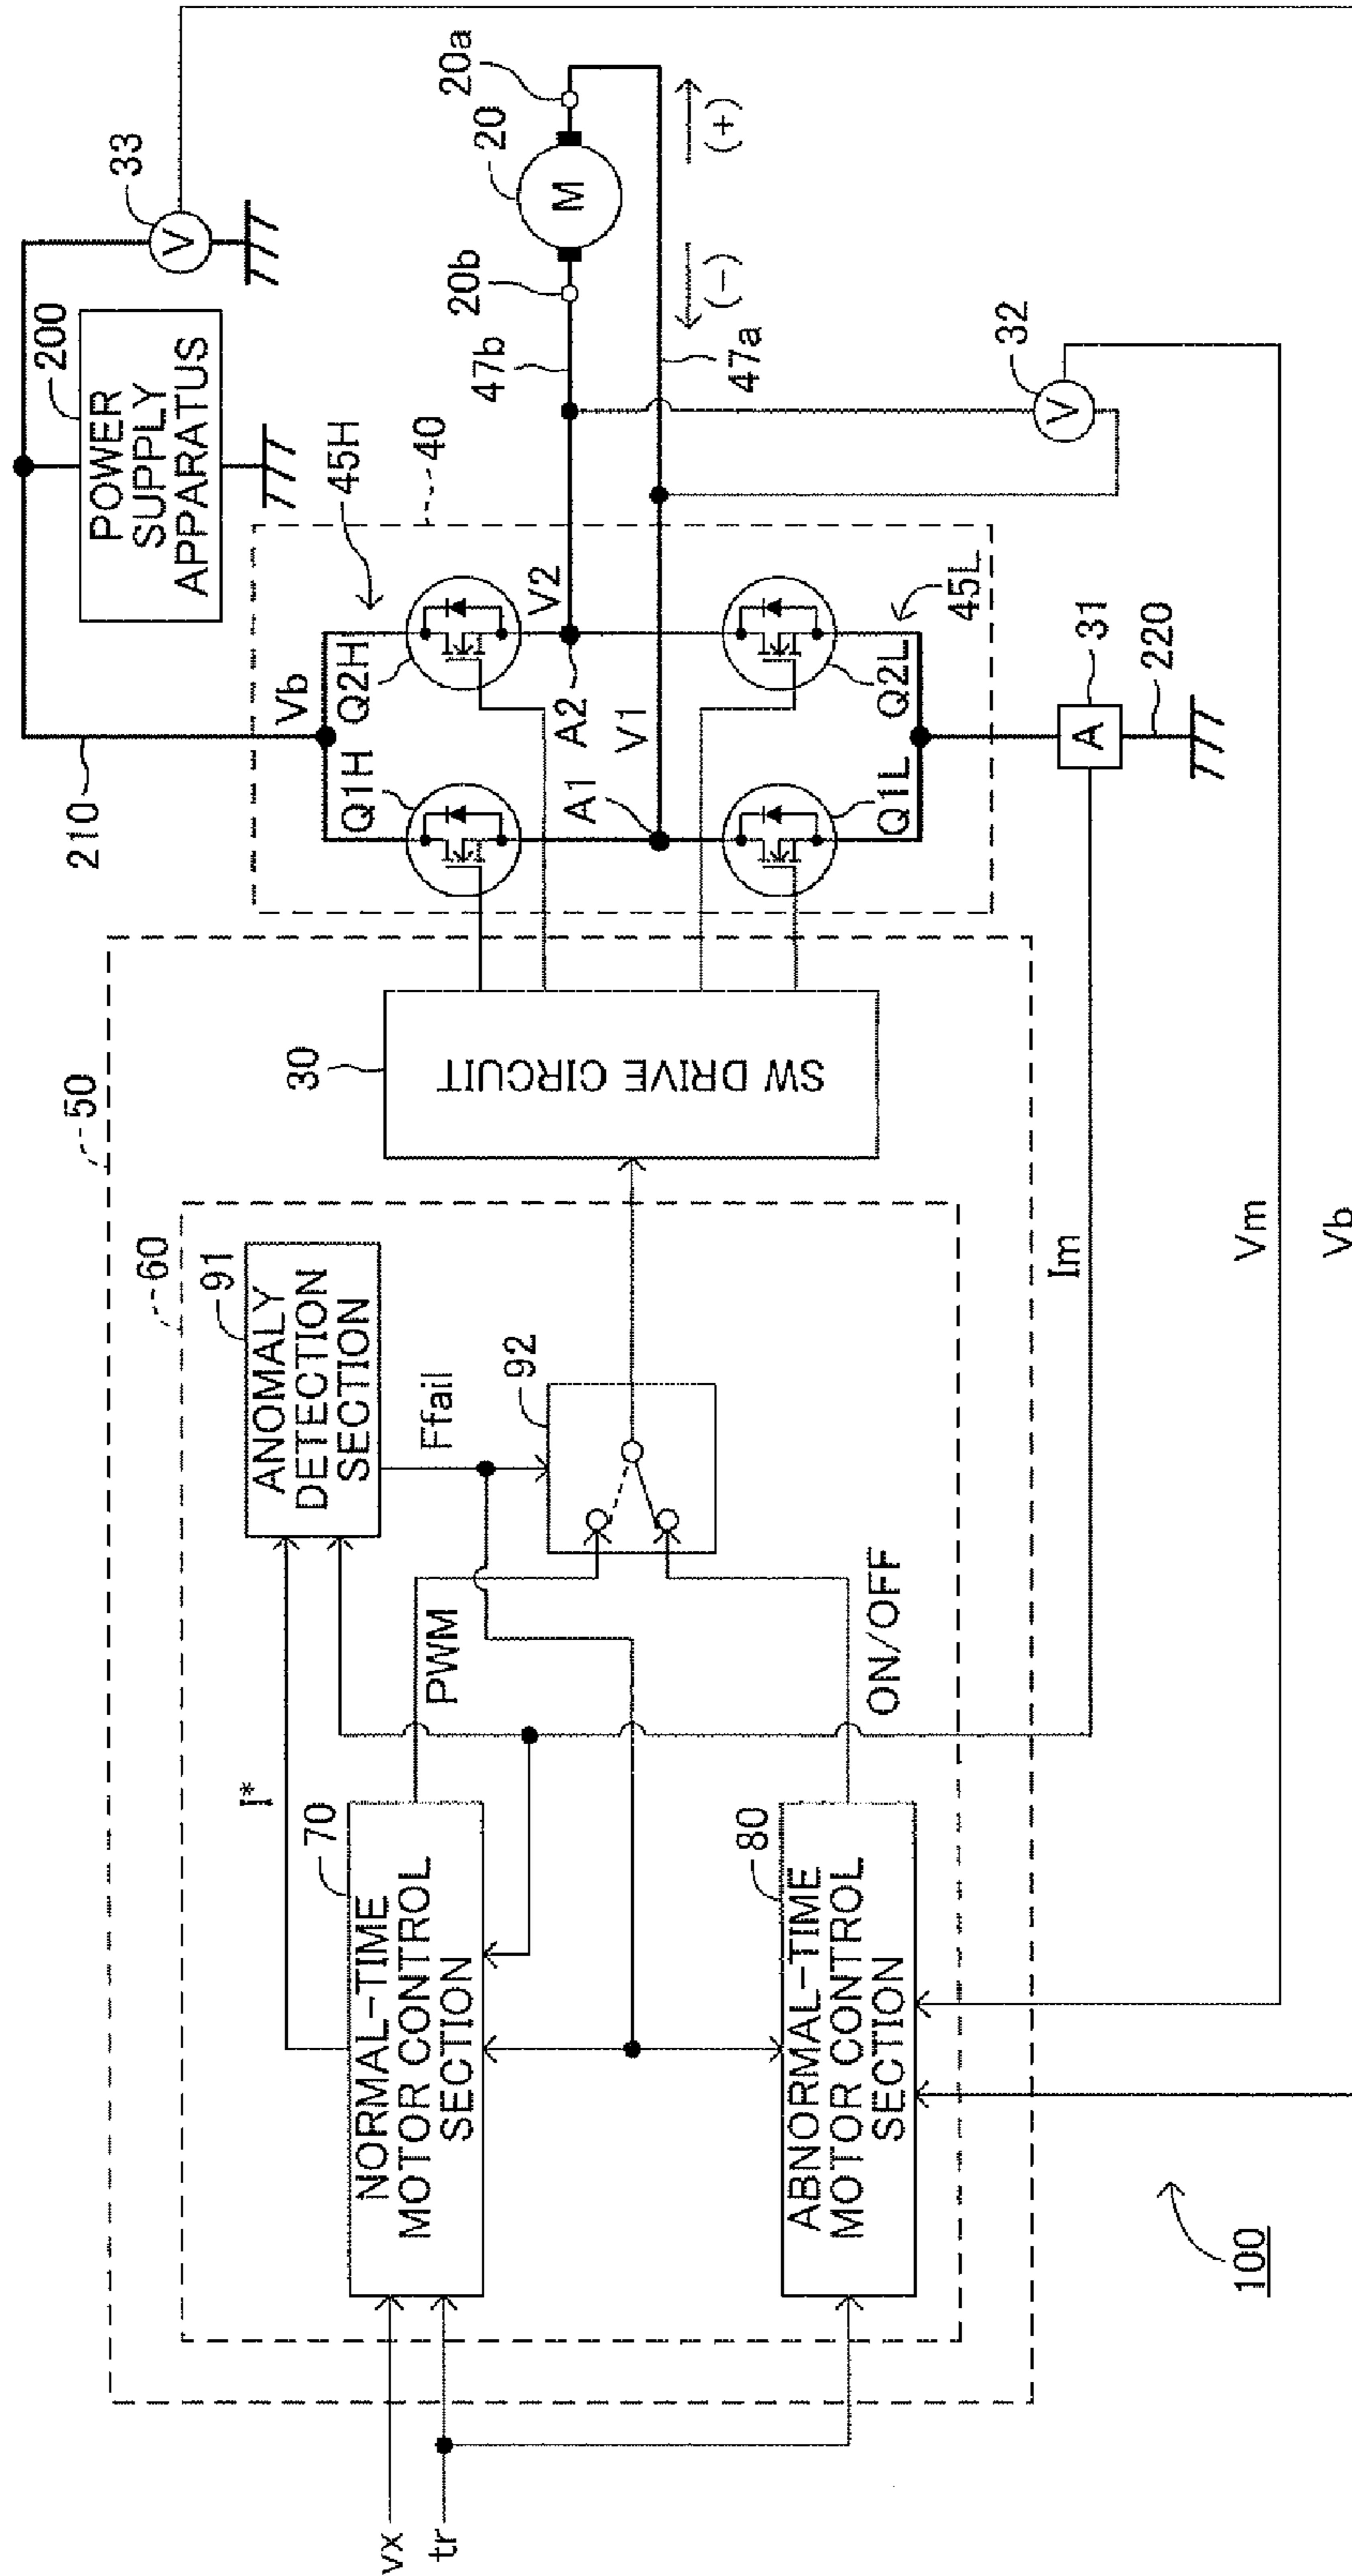 33
V
200
POWER
SUPPLY
APPARATUS
210
Vb
20a
20
M
20b
(+)
(-)
47b
47a
32
V
45H
40
Q1H
Q2H
V2
A2
V1
A1
45L
Q1L
Q2L
31
A
220
50
30
SW DRIVE CIRCUIT
60
91
ANOMALY
DETECTION
SECTION
Ffail
92
I*
PWM
ON/OFF
70
NORMAL-TIME
MOTOR CONTROL
SECTION
80
ABNORMAL-TIME
MOTOR CONTROL
SECTION
Im
Vm
Vb
vx
tr
100